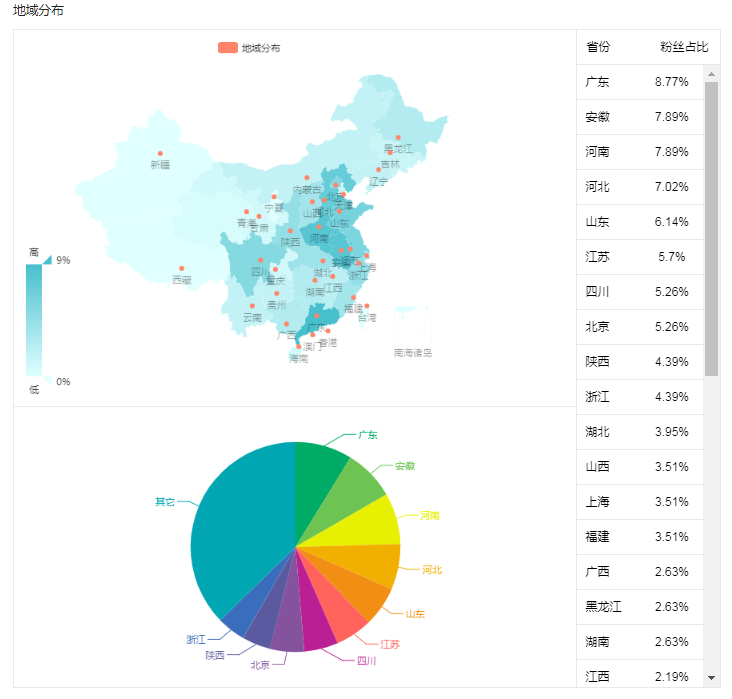 地域分布
地域分布
黑龙江
吉林
新疆
辽宁
内蒙古
北京
天津
宁夏
山西
河北
青海
甘肃
山东
陕西
河南
四川
重庆
西藏
湖北
安徽
江苏
上海
浙江
湖南
江西
贵州
福建
云南
台湾
广西
广东
澳门
香港
海南
南海诸岛
高
9%
0%
低
广东
安徽
河南
河北
山东
江苏
四川
北京
陕西
浙江
其它
省份 粉丝占比
广东 8.77%
安徽 7.89%
河南 7.89%
河北 7.02%
山东 6.14%
江苏 5.7%
四川 5.26%
北京 5.26%
陕西 4.39%
浙江 4.39%
湖北 3.95%
山西 3.51%
上海 3.51%
福建 3.51%
广西 2.63%
黑龙江 2.63%
湖南 2.63%
江西 2.19%